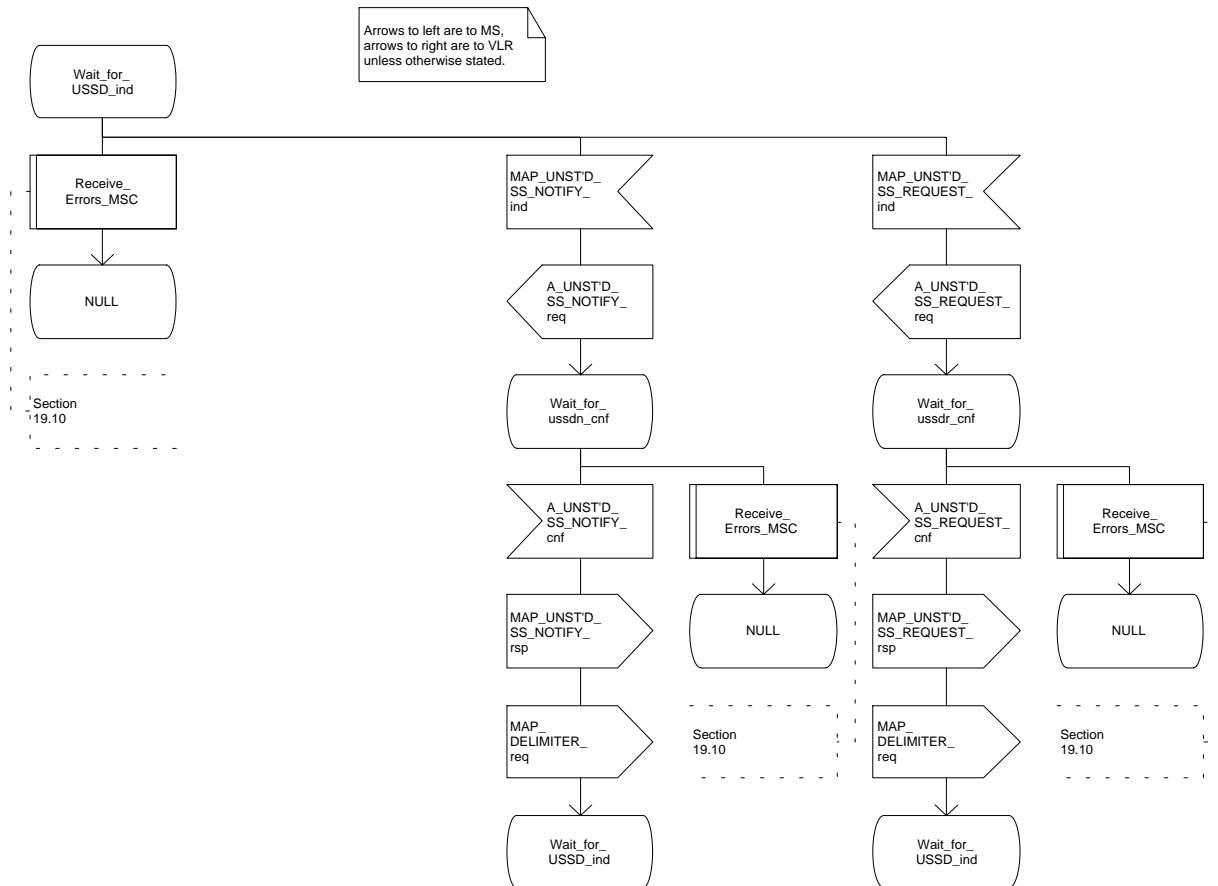 Arrows to left are to MS,
arrows to right are to VLR
unless otherwise stated.
Wait_for_
USSD_ind
Receive_
Errors_MSC
MAP_UNST'D_
SS_NOTIFY_
ind
MAP_UNST'D_
SS_REQUEST_
ind
NULL
A_UNST'D_
SS_NOTIFY_
req
A_UNST'D_
SS_REQUEST_
req
Section
19.10
Wait_for_
ussdn_cnf
Wait_for_
ussdr_cnf
A_UNST'D_
SS_NOTIFY_
cnf
Receive_
Errors_MSC
A_UNST'D_
SS_REQUEST_
cnf
Receive_
Errors_MSC
MAP_UNST'D_
SS_NOTIFY_
rsp
NULL
MAP_UNST'D_
SS_REQUEST_
rsp
NULL
MAP_
DELIMITER_
req
Section
19.10
MAP_
DELIMITER_
req
Section
19.10
Wait_for_
USSD_ind
Wait_for_
USSD_ind